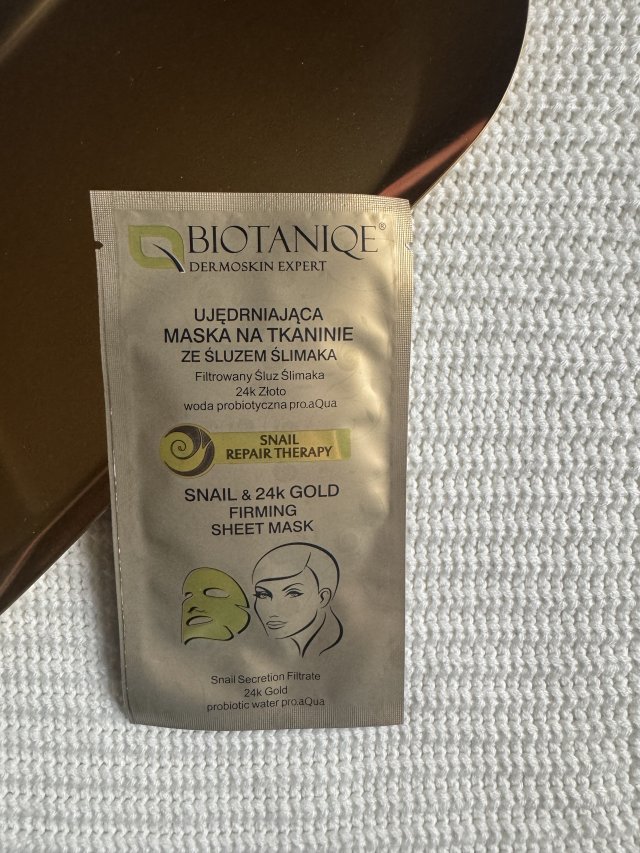 BIOTANIQE®
DERMOSKIN EXPERT
UJĘDRNIAJĄCA
MASKA NA TKANINIE
ZE ŚLUZEM ŚLIMAKA
Filtrowany Śluz Ślimaka
24k Złoto
woda probiotyczna pro.aQua
SNAIL
REPAIR THERAPY
SNAIL & 24k GOLD
FIRMING
SHEET MASK
Snail Secretion Filtrate
24k Gold
probiotic water pro.aQua